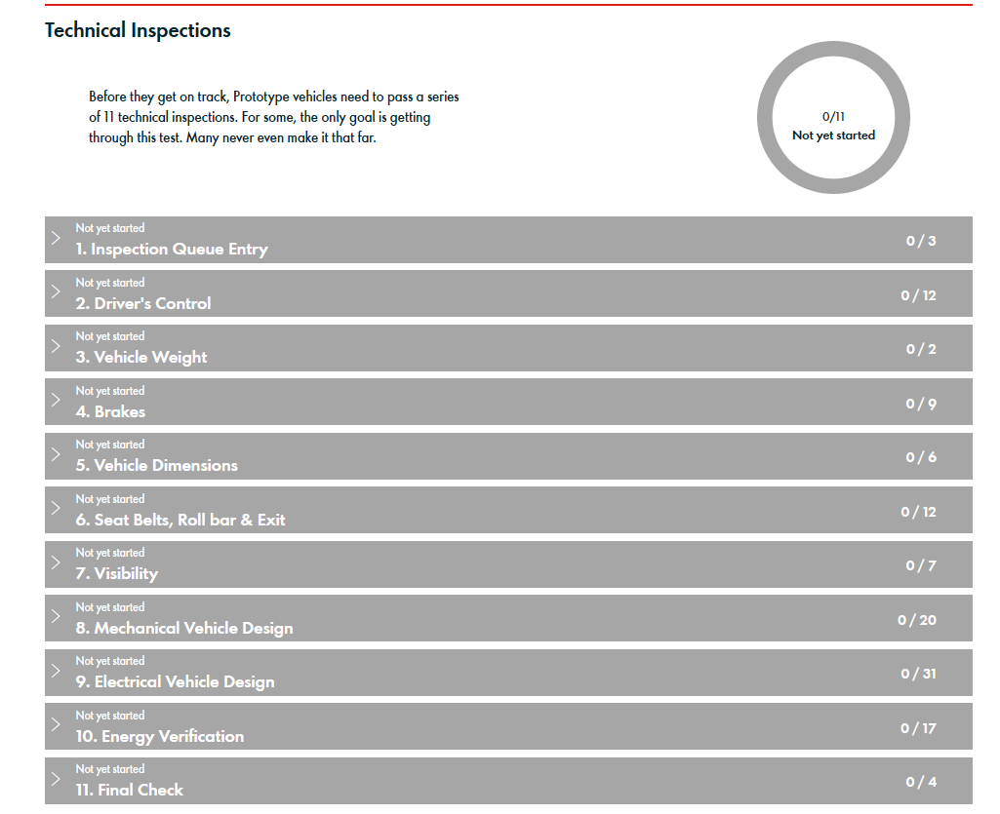 Technical Inspections
Before they get on track, Prototype vehicles need to pass a series
of 11 technical inspections. For some, the only goal is getting
through this test. Many never even make it that far.
0/11
Not yet started
Not yet started
1. Inspection Queue Entry
0 / 3
Not yet started
2. Driver's Control
0 / 12
Not yet started
3. Vehicle Weight
0 / 2
Not yet started
4. Brakes
0 / 9
Not yet started
5. Vehicle Dimensions
0 / 6
Not yet started
6. Seat Belts, Roll bar & Exit
0 / 12
Not yet started
7. Visibility
0 / 7
Not yet started
8. Mechanical Vehicle Design
0 / 20
Not yet started
9. Electrical Vehicle Design
0 / 31
Not yet started
10. Energy Verification
0 / 17
Not yet started
11. Final Check
0 / 4